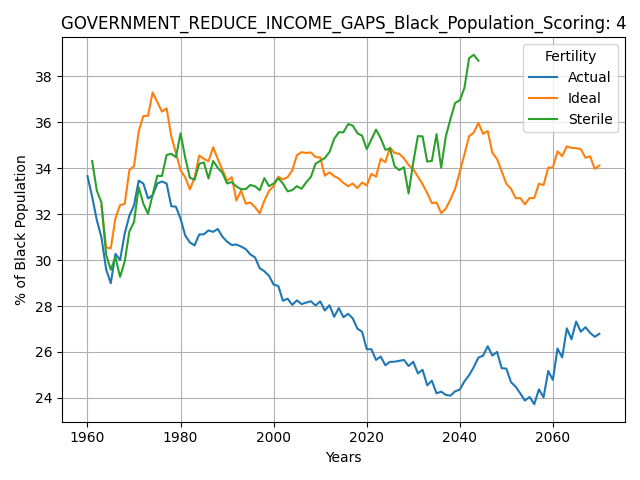 GOVERNMENT_REDUCE_INCOME_GAPS_Black_Population_Scoring: 4
Fertility
Actual
Ideal
Sterile
% of Black Population
38
36
34
32
30
28
26
24
1960 1980 2000 2020 2040 2060
Years